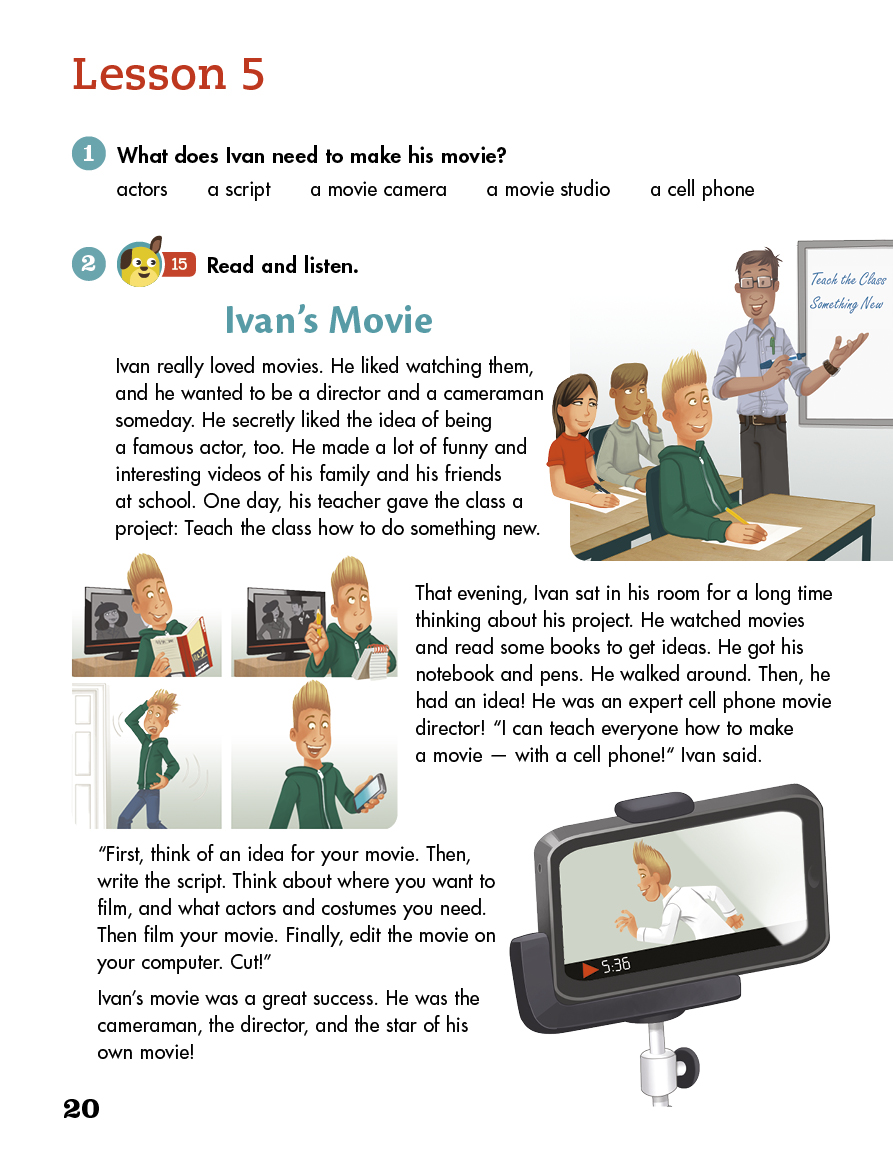 Lesson 5
1 What does Ivan need to make his movie?
actors a script a movie camera a movie studio a cell phone
2 15 Read and listen.
Ivan's Movie
Ivan really loved movies. He liked watching them,
and he wanted to be a director and a cameraman
someday. He secretly liked the idea of being
a famous actor, too. He made a lot of funny and
interesting videos of his family and his friends
at school. One day, his teacher gave the class a
project: Teach the class how to do something new.
Teach the Class
Something New
That evening, Ivan sat in his room for a long time
thinking about his project. He watched movies
and read some books to get ideas. He got his
notebook and pens. He walked around. Then, he
had an idea! He was an expert cell phone movie
director! “I can teach everyone how to make
a movie — with a cell phone!” Ivan said.
“First, think of an idea for your movie. Then,
write the script. Think about where you want to
film, and what actors and costumes you need.
Then film your movie. Finally, edit the movie on
your computer. Cut!”
Ivan's movie was a great success. He was the
cameraman, the director, and the star of his
own movie!
5:36
20